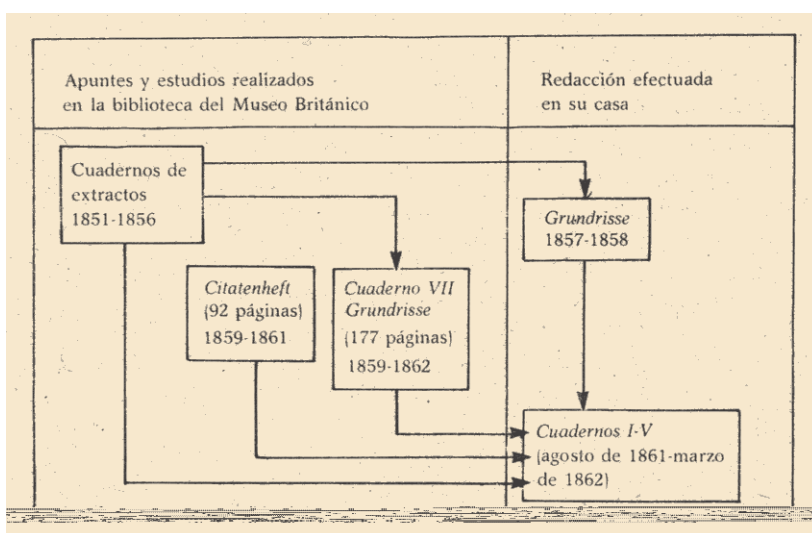 Apuntes y estudios realizados
en la biblioteca del Museo Británico
Redacción efectuada
en su casa
Cuadernos de
extractos
1851-1856
Grundrisse
1857-1858
Citatenheft
(92 páginas)
1859-1861
Cuaderno VII
Grundrisse
(177 páginas)
1859-1862
Cuadernos I-V
(agosto de 1861-marzo
de 1862)